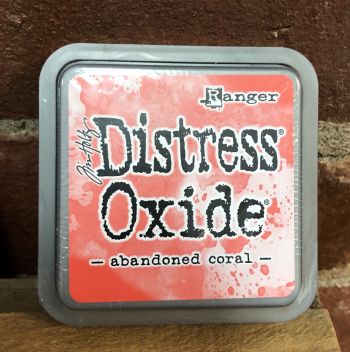 Ranger
Tim Holtz
Distress®
Oxide®
— abandoned coral —